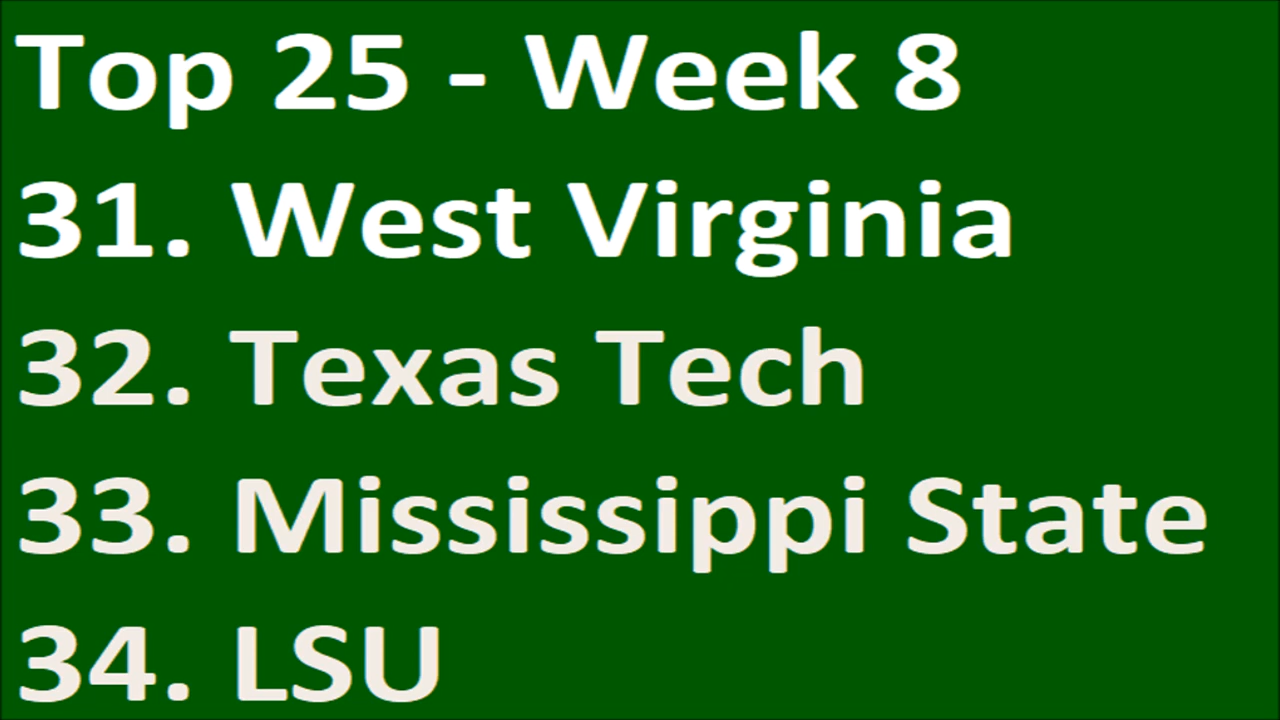 Top 25 - Week 8
31. West Virginia
32. Texas Tech
33. Mississippi State
34. LSU